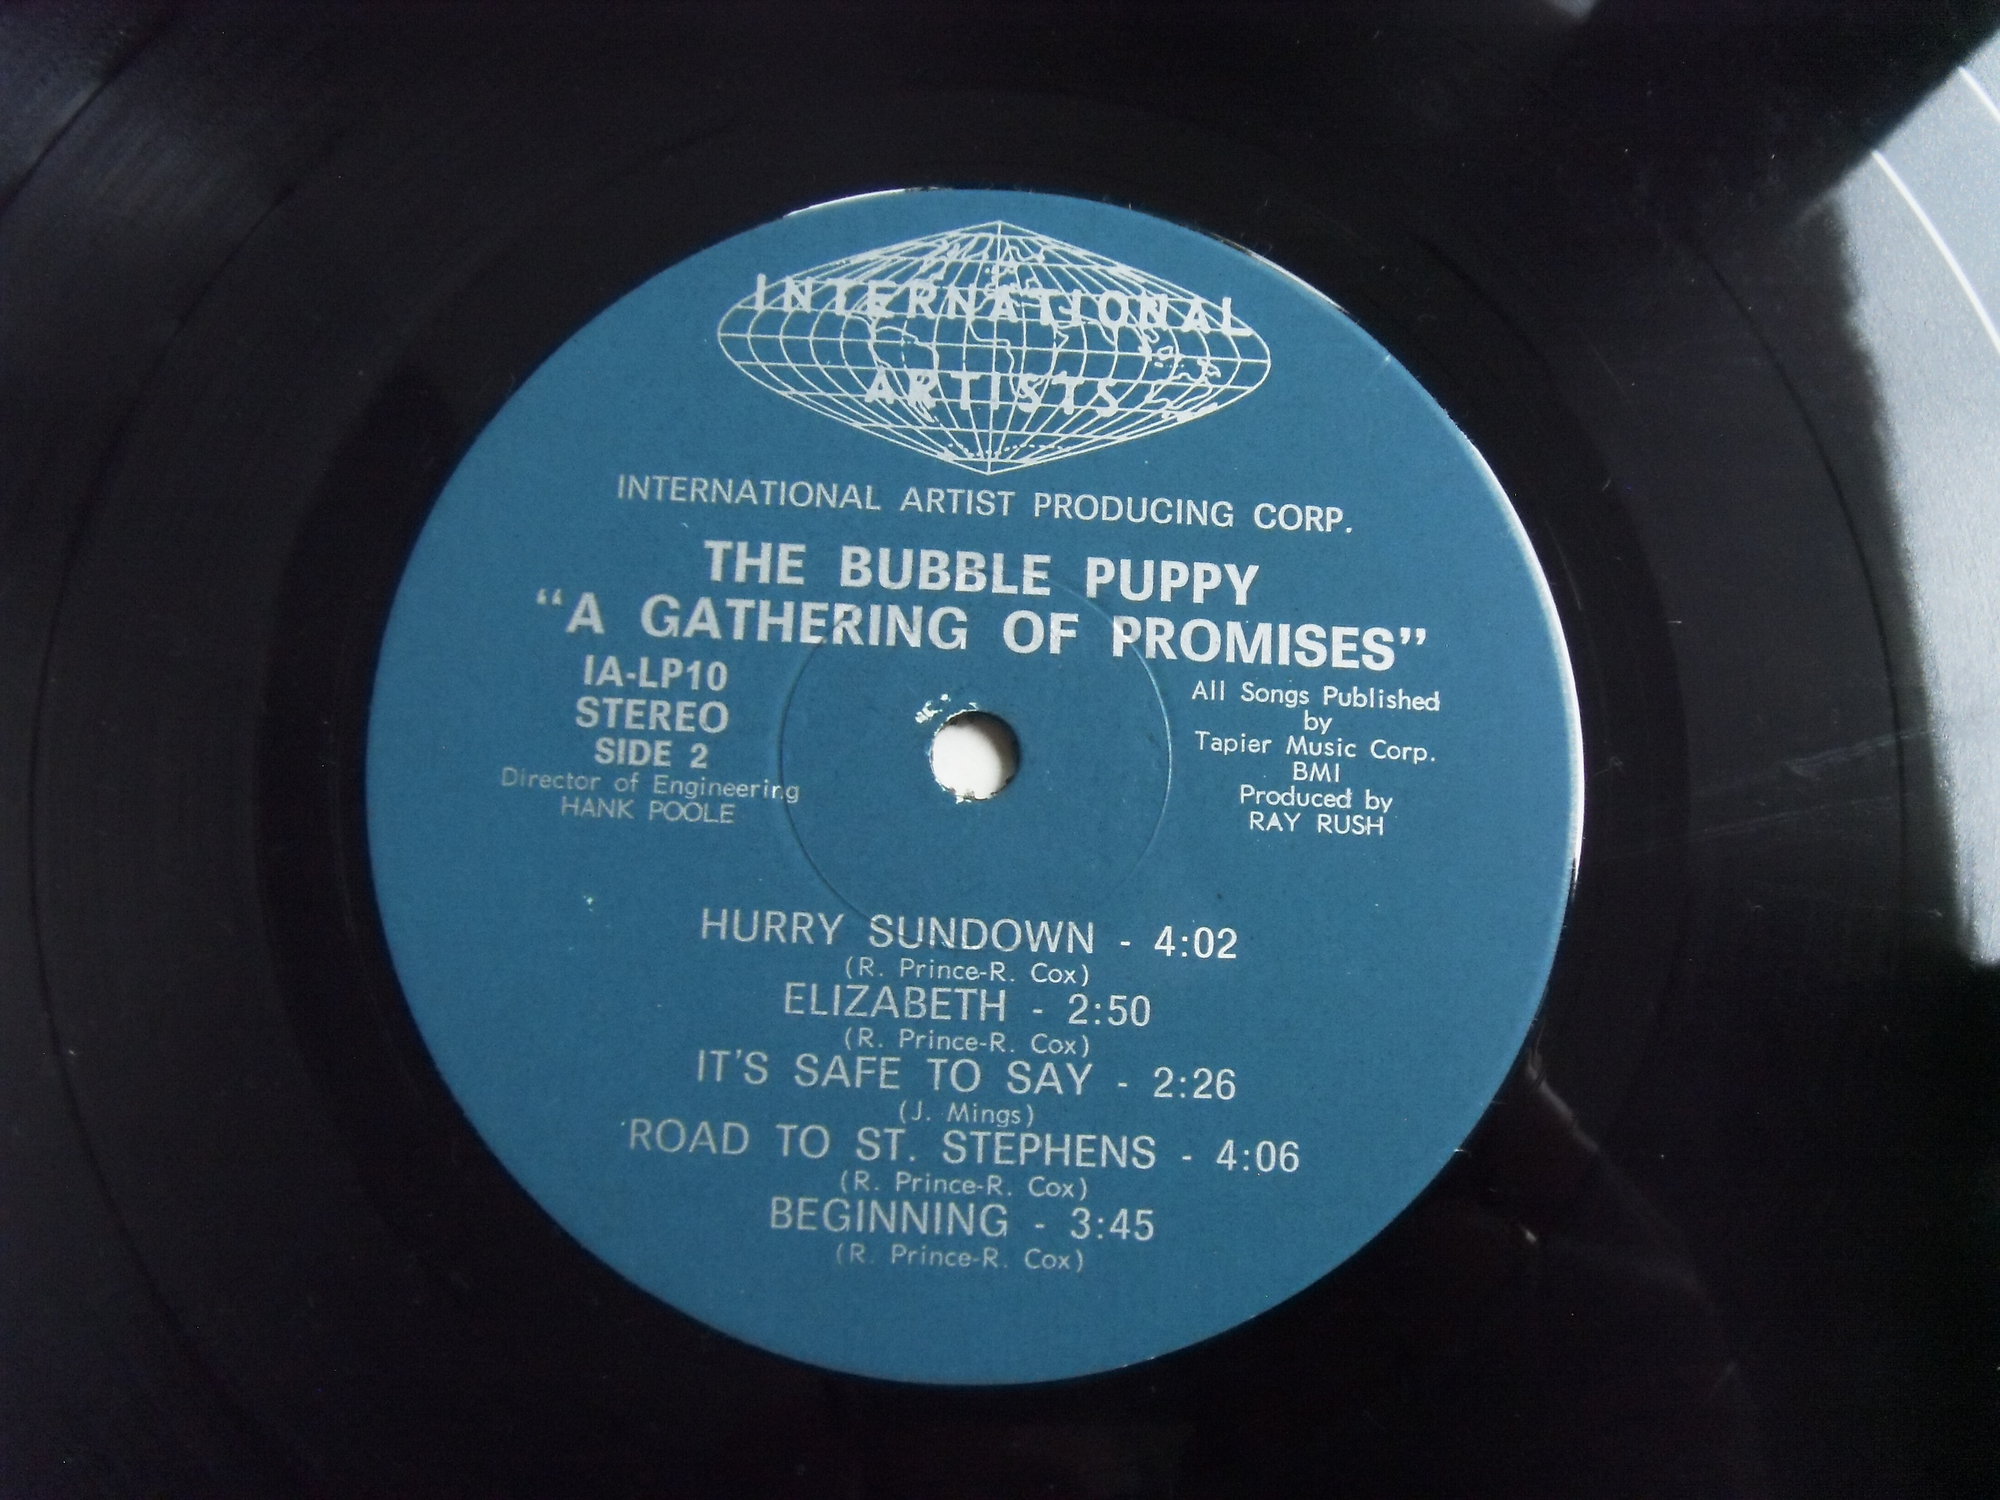 INTERNATIONAL
ARTISTS
INTERNATIONAL ARTIST PRODUCING CORP.
THE BUBBLE PUPPY
“A GATHERING OF PROMISES”
IA-LP10
STEREO
SIDE 2
Director of Engineering
HANK POOLE
All Songs Published
by
Tapier Music Corp.
BMI
Produced by
RAY RUSH
HURRY SUNDOWN - 4:02
(R. Prince-R. Cox)
ELIZABETH - 2:50
(R. Prince-R. Cox)
IT'S SAFE TO SAY - 2:26
(J. Mings)
ROAD TO ST. STEPHENS - 4:06
(R. Prince-R. Cox)
BEGINNING - 3:45
(R. Prince-R. Cox)